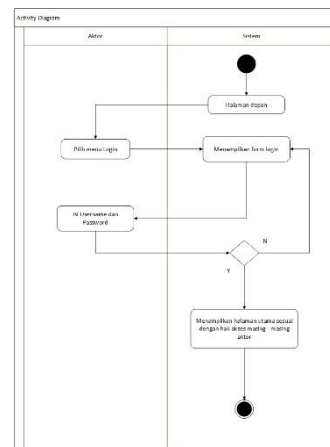 Activity Diagram
Aktor
Sistem
Halaman depan
Pilih menu Login
Menampilkan form login
Isi Username dan
Password
N
Y
Menampilkan halaman utama sesuai
dengan hak akses masing - masing
aktor